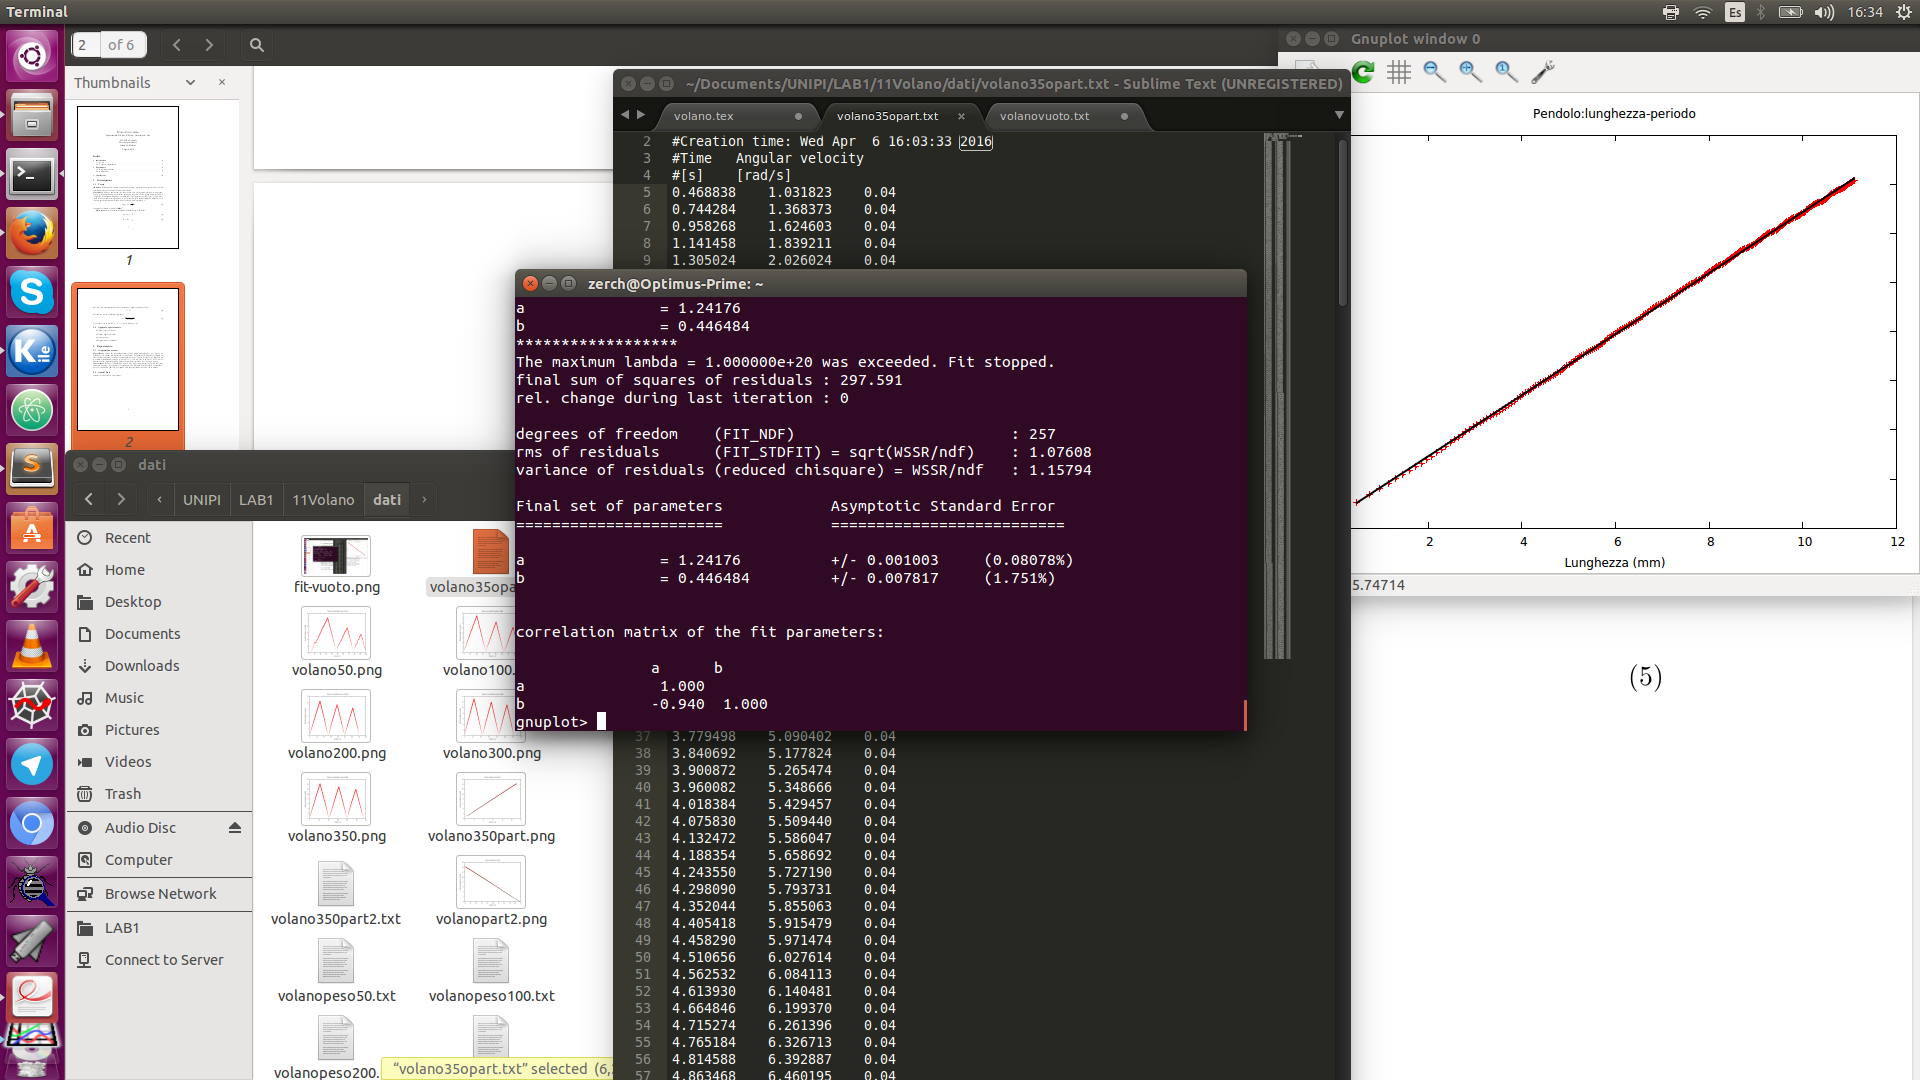 Terminal
Es
16:34
2 of 6
Thumbnails
1
2
Gnuplot window 0
Pendolo:lunghezza-periodo
2 4 6 8 10 12
Lunghezza (mm)
5.74714
(5)
~/Documents/UNIPI/LAB1/11Volano/dati/volano35opart.txt - Sublime Text (UNREGISTERED)
volano.tex
volano35opart.txt
volanovuoto.txt
2 #Creation time: Wed Apr  6 16:03:33 2016
3 #Time Angular velocity
4 #[s] [rad/s]
5 0.468838 1.031823 0.04
6 0.744284 1.368373 0.04
7 0.958268 1.624603 0.04
8 1.141458 1.839211 0.04
9 1.305024 2.026024 0.04
zerch@Optimus-Prime: ~
a = 1.24176
b = 0.446484
******************
The maximum lambda = 1.000000e+20 was exceeded. Fit stopped.
final sum of squares of residuals : 297.591
rel. change during last iteration : 0
degrees of freedom (FIT_NDF) : 257
rms of residuals (FIT_STDFIT) = sqrt(WSSR/ndf) : 1.07608
variance of residuals (reduced chisquare) = WSSR/ndf : 1.15794
Final set of parameters Asymptotic Standard Error
======================= ==========================
a = 1.24176 +/- 0.001003 (0.08078%)
b = 0.446484 +/- 0.007817 (1.751%)
correlation matrix of the fit parameters:
a b
a 1.000
b -0.940 1.000
gnuplot>
37 3.779498 5.090402 0.04
38 3.840692 5.177824 0.04
39 3.900872 5.265474 0.04
40 3.960082 5.348666 0.04
41 4.018384 5.429457 0.04
42 4.075830 5.509440 0.04
43 4.132472 5.586047 0.04
44 4.188354 5.658692 0.04
45 4.243550 5.727190 0.04
46 4.298090 5.793731 0.04
47 4.352044 5.855063 0.04
48 4.405418 5.915479 0.04
49 4.458290 5.971474 0.04
50 4.510656 6.027614 0.04
51 4.562532 6.084113 0.04
52 4.613930 6.140481 0.04
53 4.664846 6.199370 0.04
54 4.715274 6.261396 0.04
55 4.765184 6.326713 0.04
56 4.814588 6.392887 0.04
57 4.863468 6.460195 0.04
dati
UNIPI LAB1 11Volano dati
Recent
Home
Desktop
Documents
Downloads
Music
Pictures
Videos
Trash
Audio Disc
Computer
Browse Network
LAB1
Connect to Server
fit-vuoto.png
volano35opa
volano50.png
volano100.
volano200.png
volano300.png
volano350.png
volano350part.png
volano350part2.txt
volanopart2.png
volanopeso50.txt
volanopeso100.txt
volanopeso200.
“volano35opart.txt” selected (6,